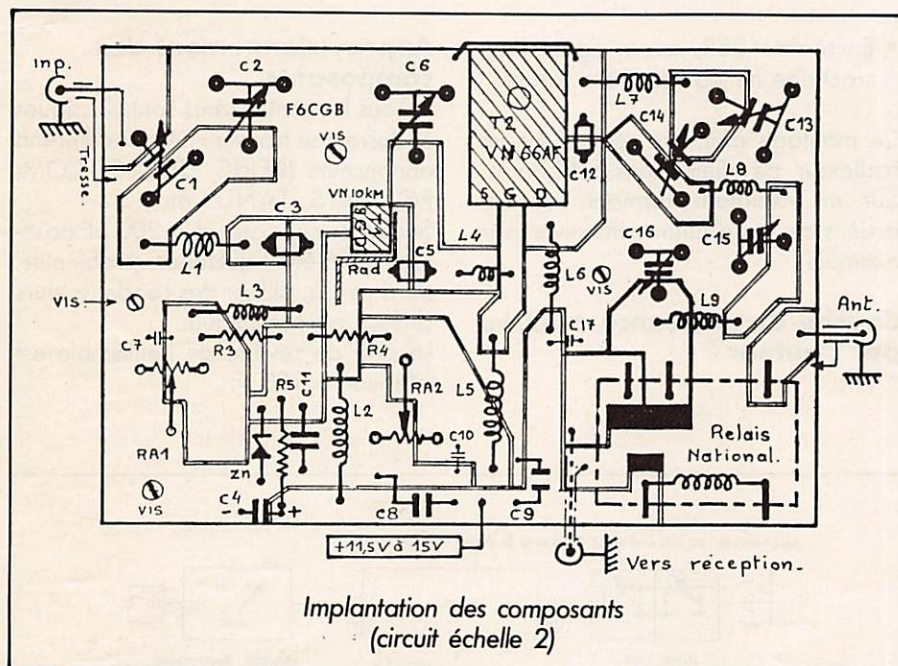 Inp.
C2
F6CGB
C6
VIS
T2
VN 66AF
S G D
C12
L7
C14
C13
C1
Tresse.
L1
C3
VN10KM
S G D
Rad
C5
L4
L6
VIS
C16
C15
L8
L9
Ant.
VIS
L3
C7
R3
R4
C17
RA1
R5
C11
L2
RA2
L5
C10
Zn
Relais
National.
VIS
C4
- +
C8
C9
+11,5V à 15V
Vers réception.
Implantation des composants
(circuit échelle 2)